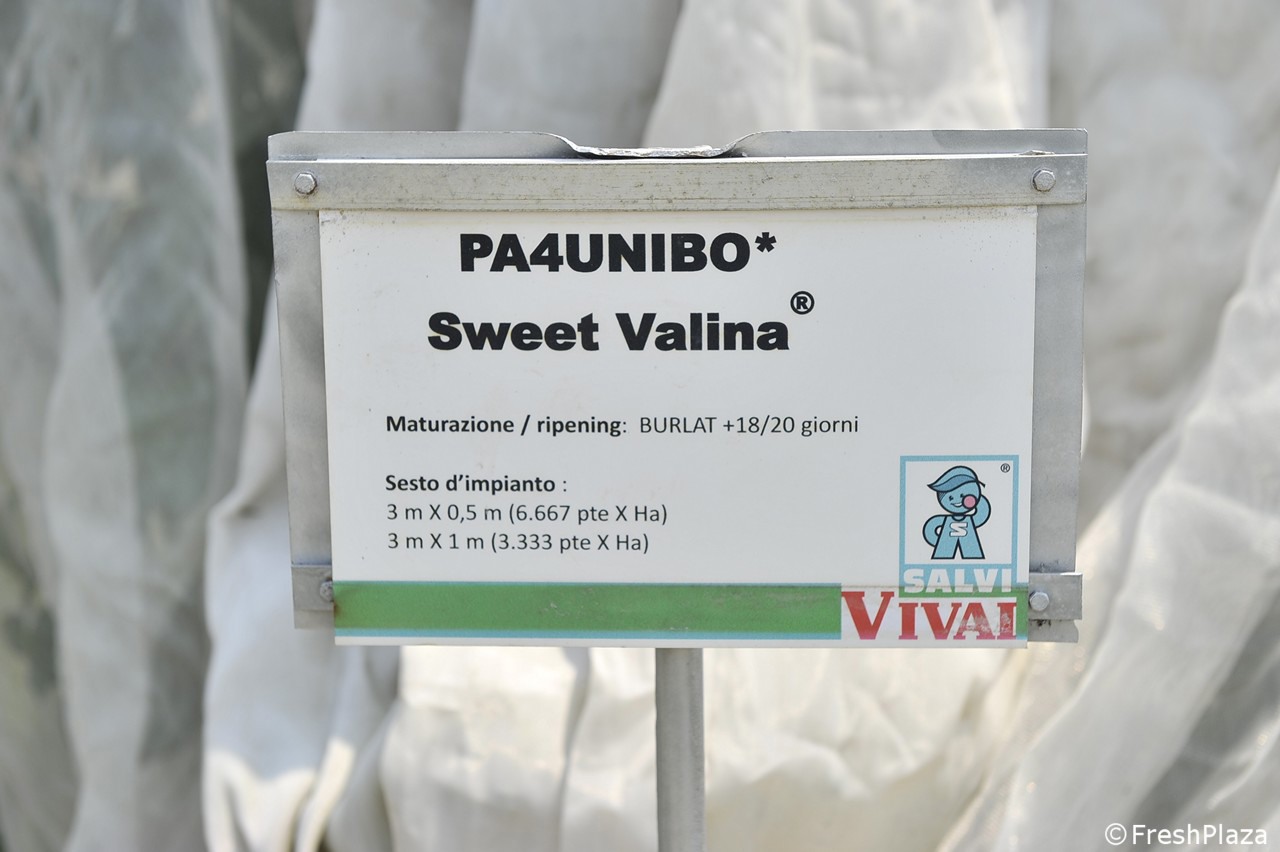 PA4UNIBO*
Sweet Valina®
Maturazione / ripening: BURLAT +18/20 giorni
Sesto d’impianto :
3 m X 0,5 m (6.667 pte X Ha)
3 m X 1 m (3.333 pte X Ha)
®
S
SALVI
VIVAI
©FreshPlaza